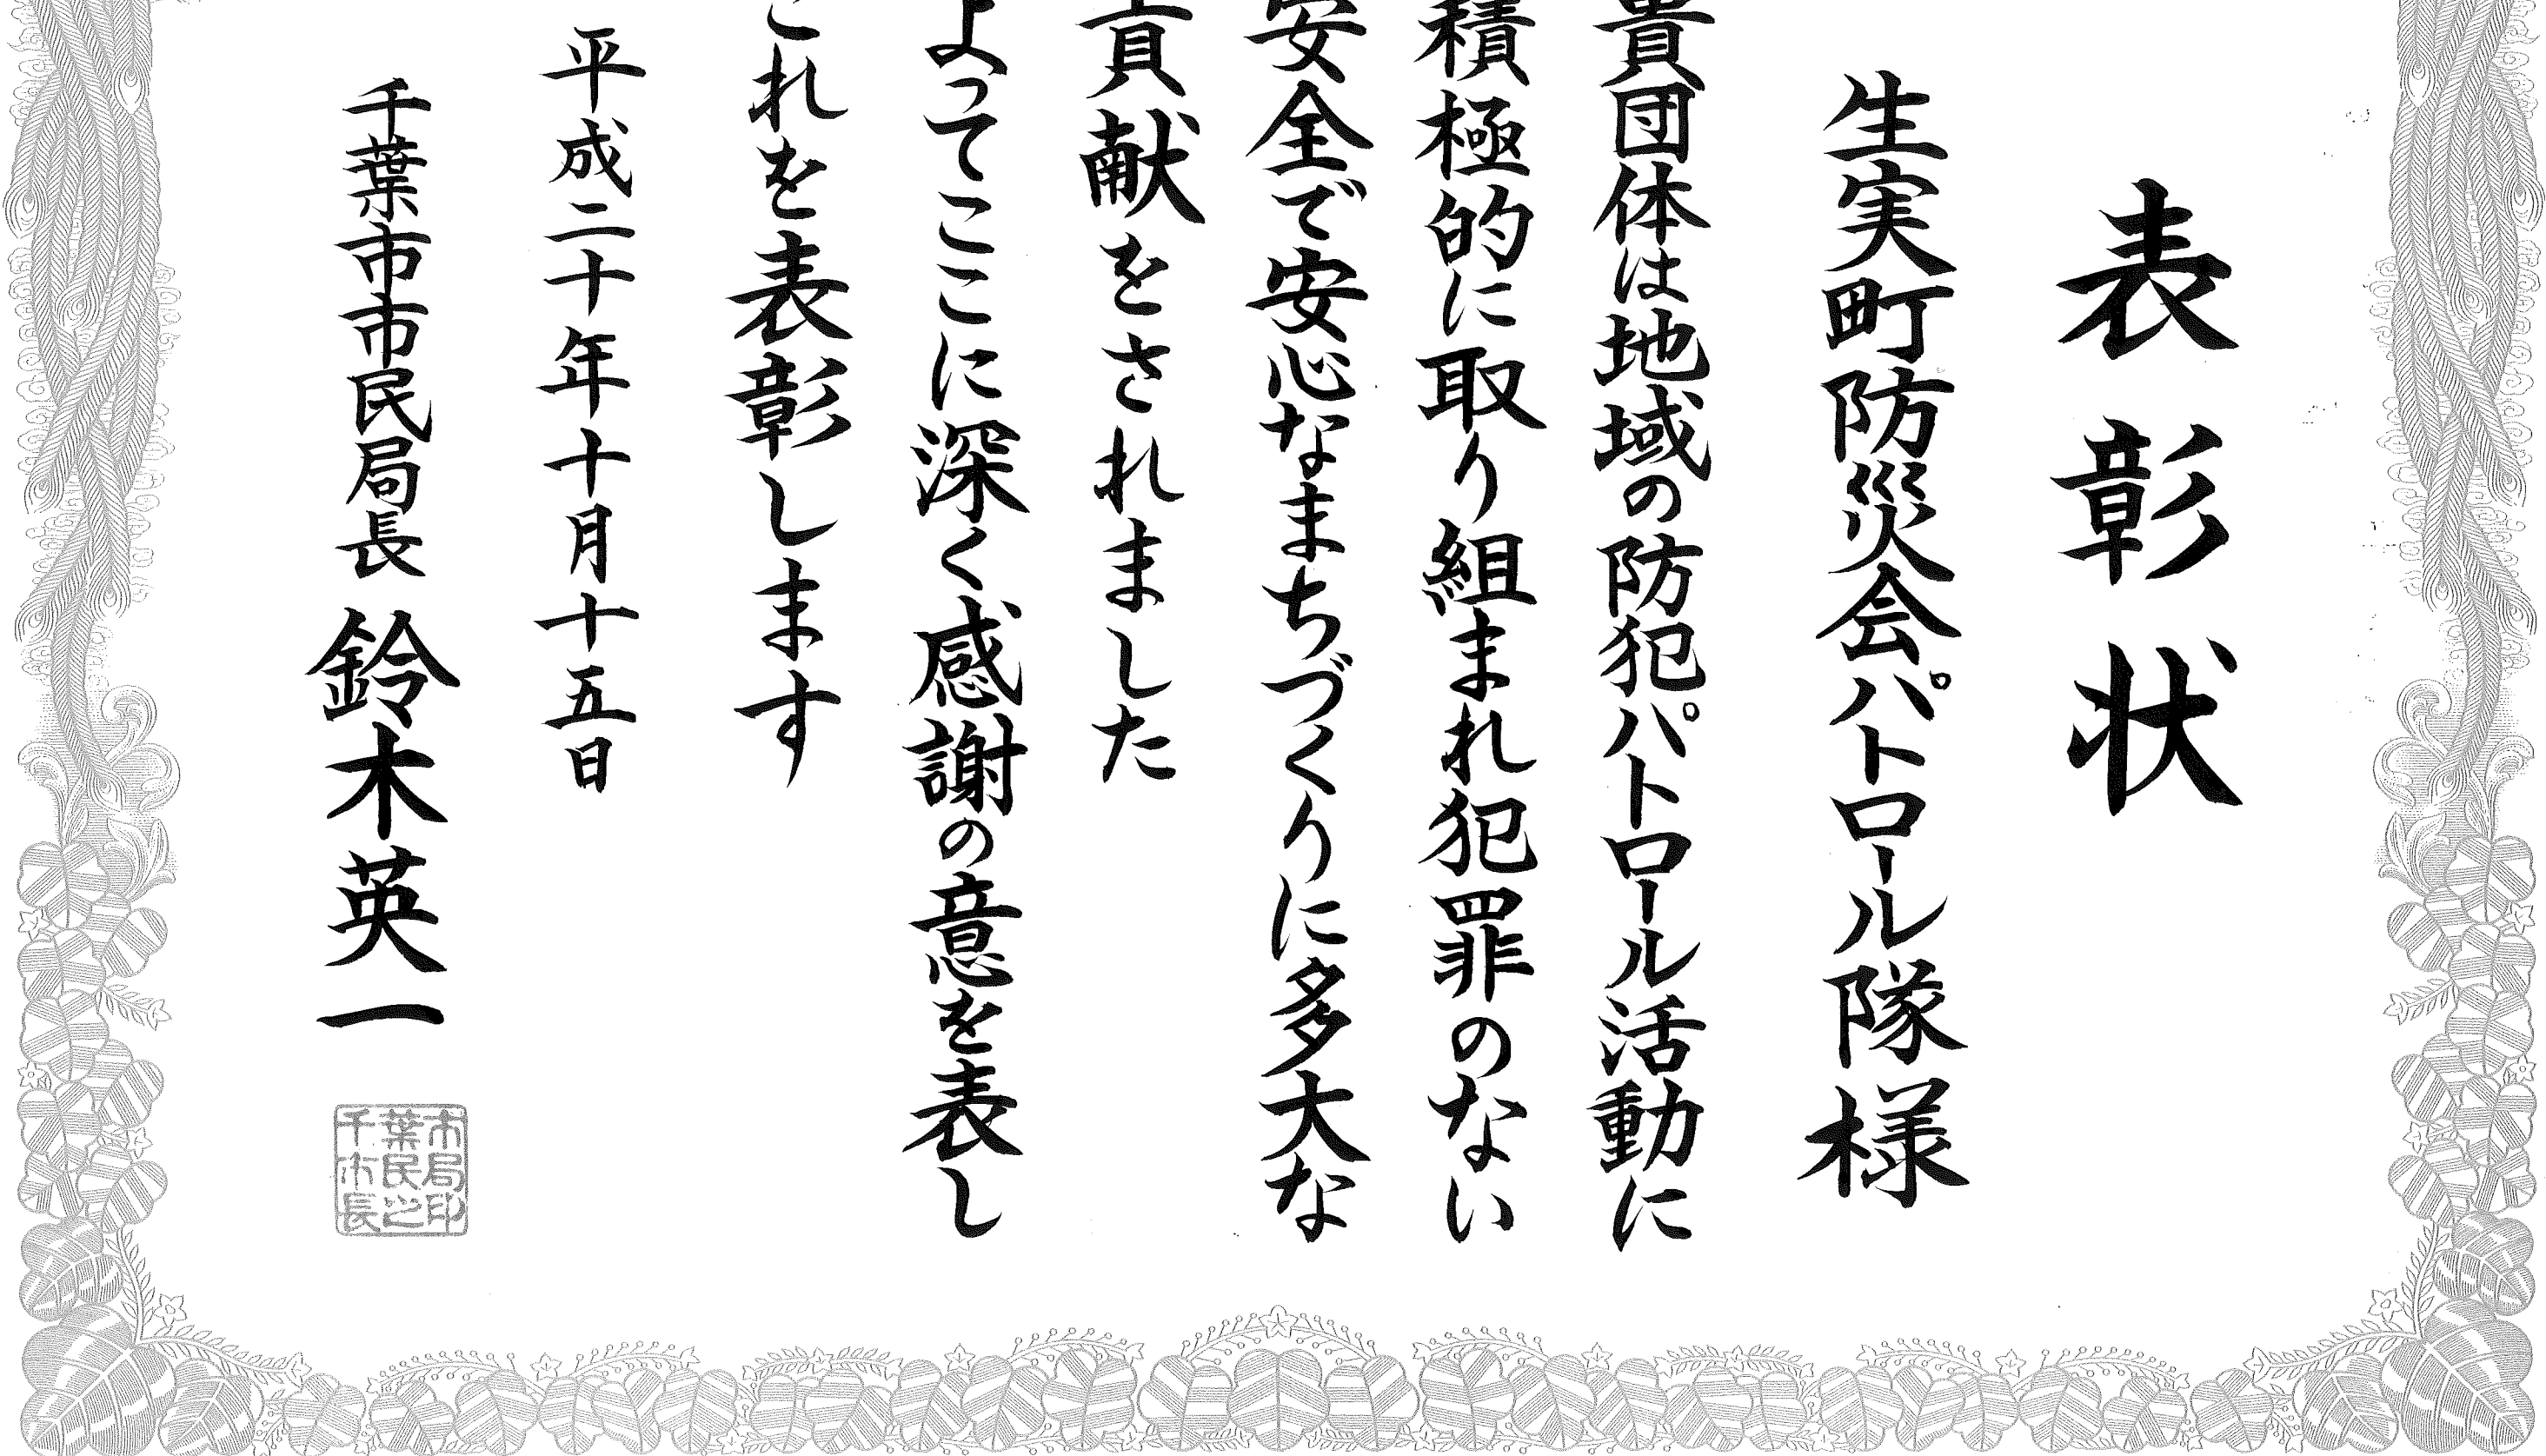 表彰状
生実町防災会パトロール隊様
貴団体は地域の防犯パトロール活動に
積極的に取り組まれ犯罪のない
安全で安心なまちづくりに多大な
貢献をされました
よってここに深く感謝の意を表し
これを表彰します
平成二十年十月十五日
千葉市市民局長 鈴木英一
千葉市
市民局
長之印